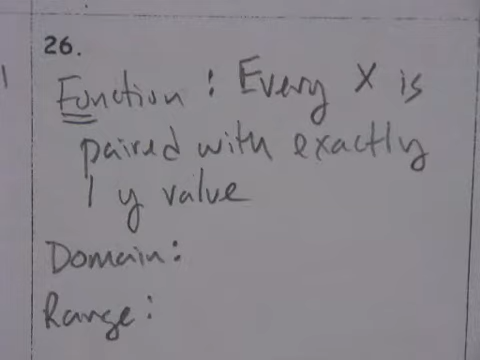 26.
Function : Every X is
paired with exactly
1 y value
Domain:
Range: